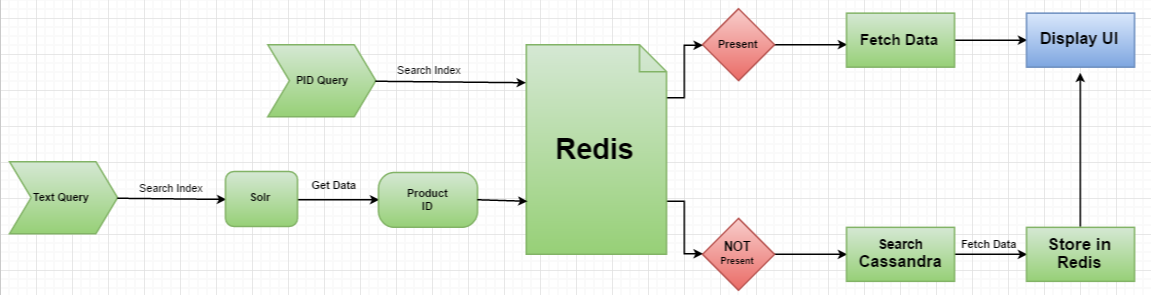 Present
Fetch Data
Display UI
PID Query
Search Index
Redis
Text Query
Search Index
Solr
Get Data
Product
ID
NOT
Present
Search
Cassandra
Fetch Data
Store in
Redis